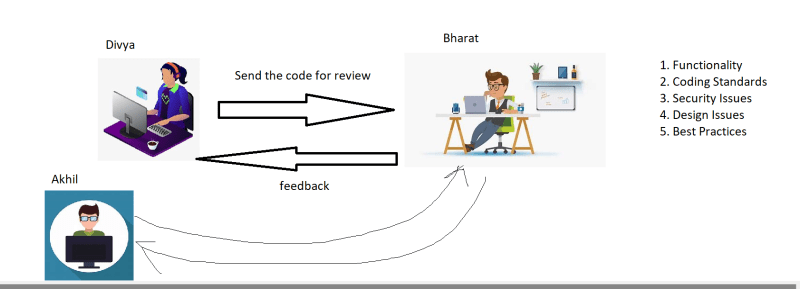 Divya
Bharat
Send the code for review
feedback
Akhil
1. Functionality
2. Coding Standards
3. Security Issues
4. Design Issues
5. Best Practices